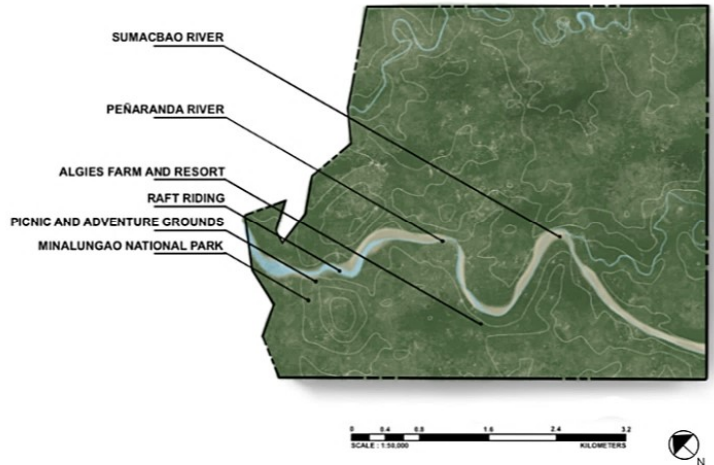 SUMACBAO RIVER
PEÑARANDA RIVER
ALGIES FARM AND RESORT
RAFT RIDING
PICNIC AND ADVENTURE GROUNDS
MINALUNGAO NATIONAL PARK
0 0.4 0.8 1.6 2.4 3.2
SCALE : 1:50,000 KILOMETERS
N